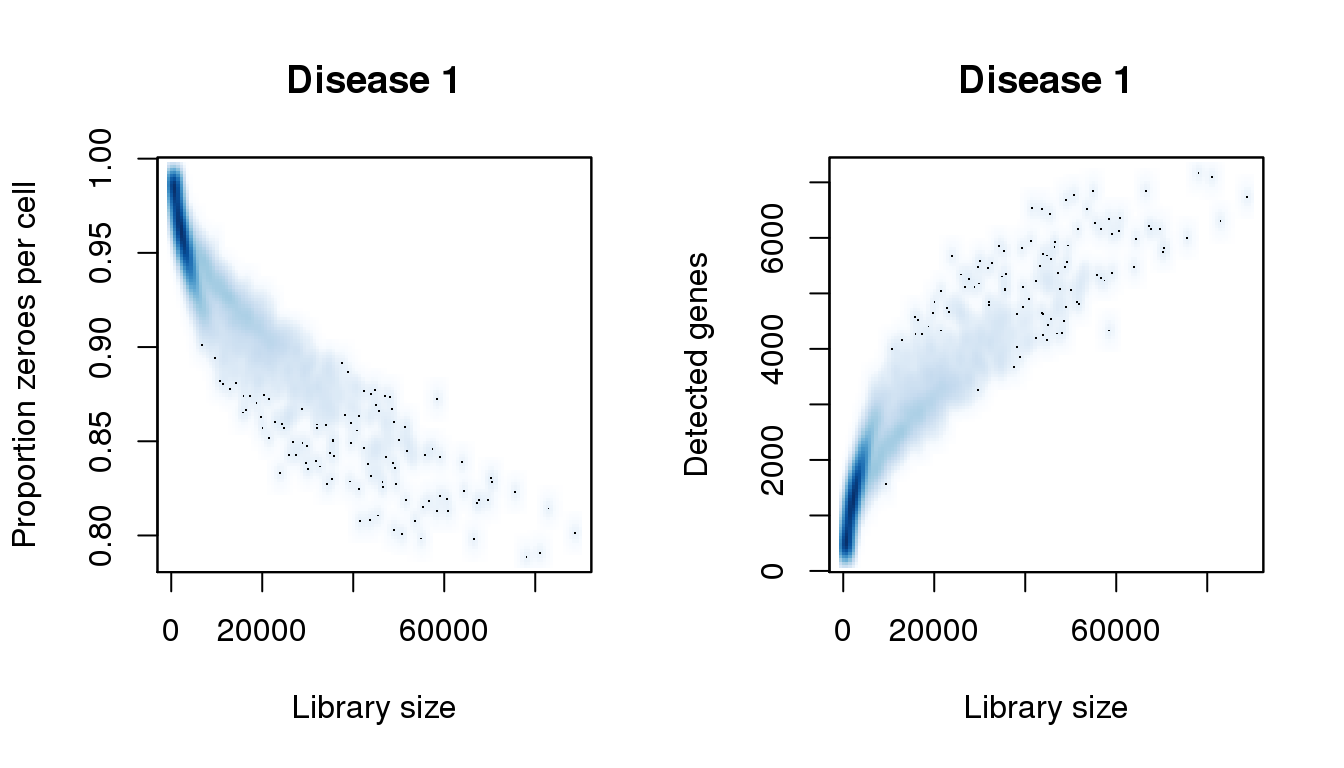 Disease 1
Proportion zeroes per cell
1.00
0.95
0.90
0.85
0.80
0 20000 60000
Library size
Disease 1
Detected genes
6000
4000
2000
0
0 20000 60000
Library size